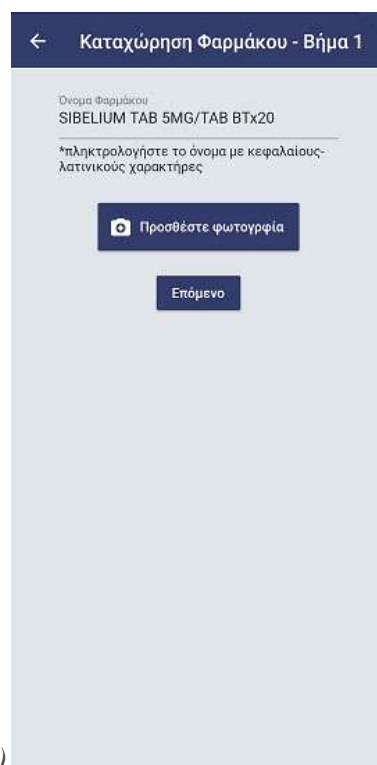 Καταχώρηση Φαρμάκου - Βήμα 1
Όνομα Φαρμάκου
SIBELIUM TAB 5MG/TAB BTx20
*πληκτρολογήστε το όνομα με κεφαλαίους-
λατινικούς χαρακτήρες
Προσθέστε φωτογρφία
Επόμενο
)